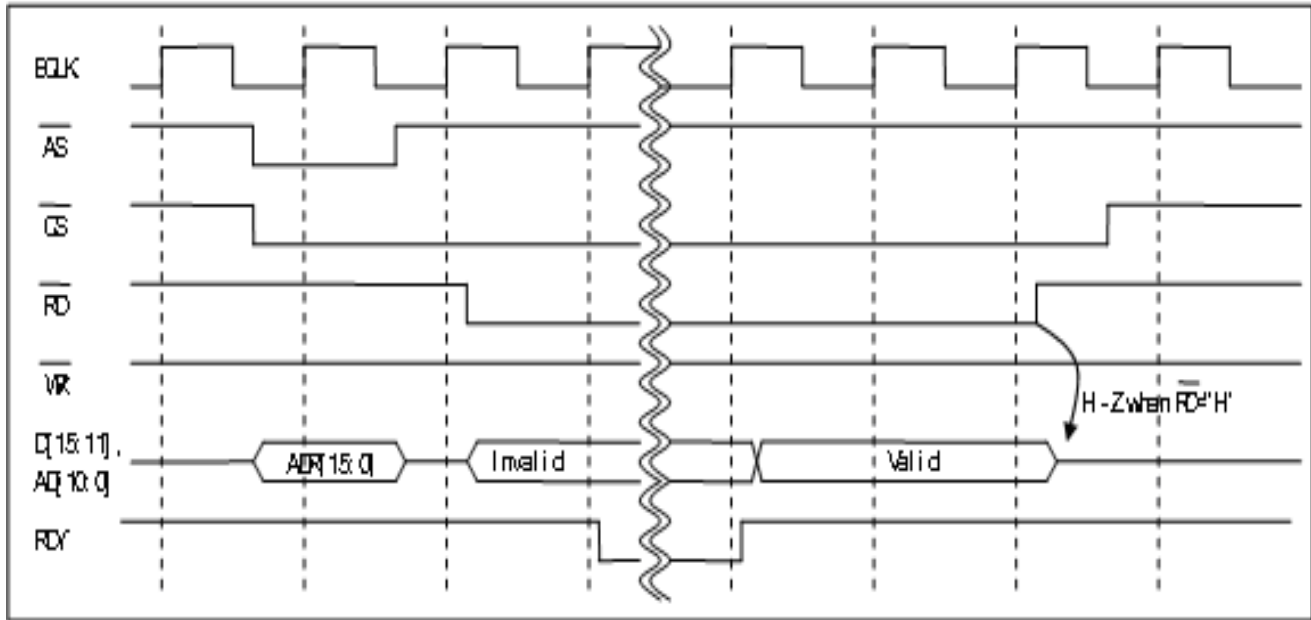 BCLK
AS
CS
RD
WR
H - Z when RD="H"
D[15: 11] ,
AD[ 10: 0]
ADR[ 15: 0]
Invalid
Valid
RDY